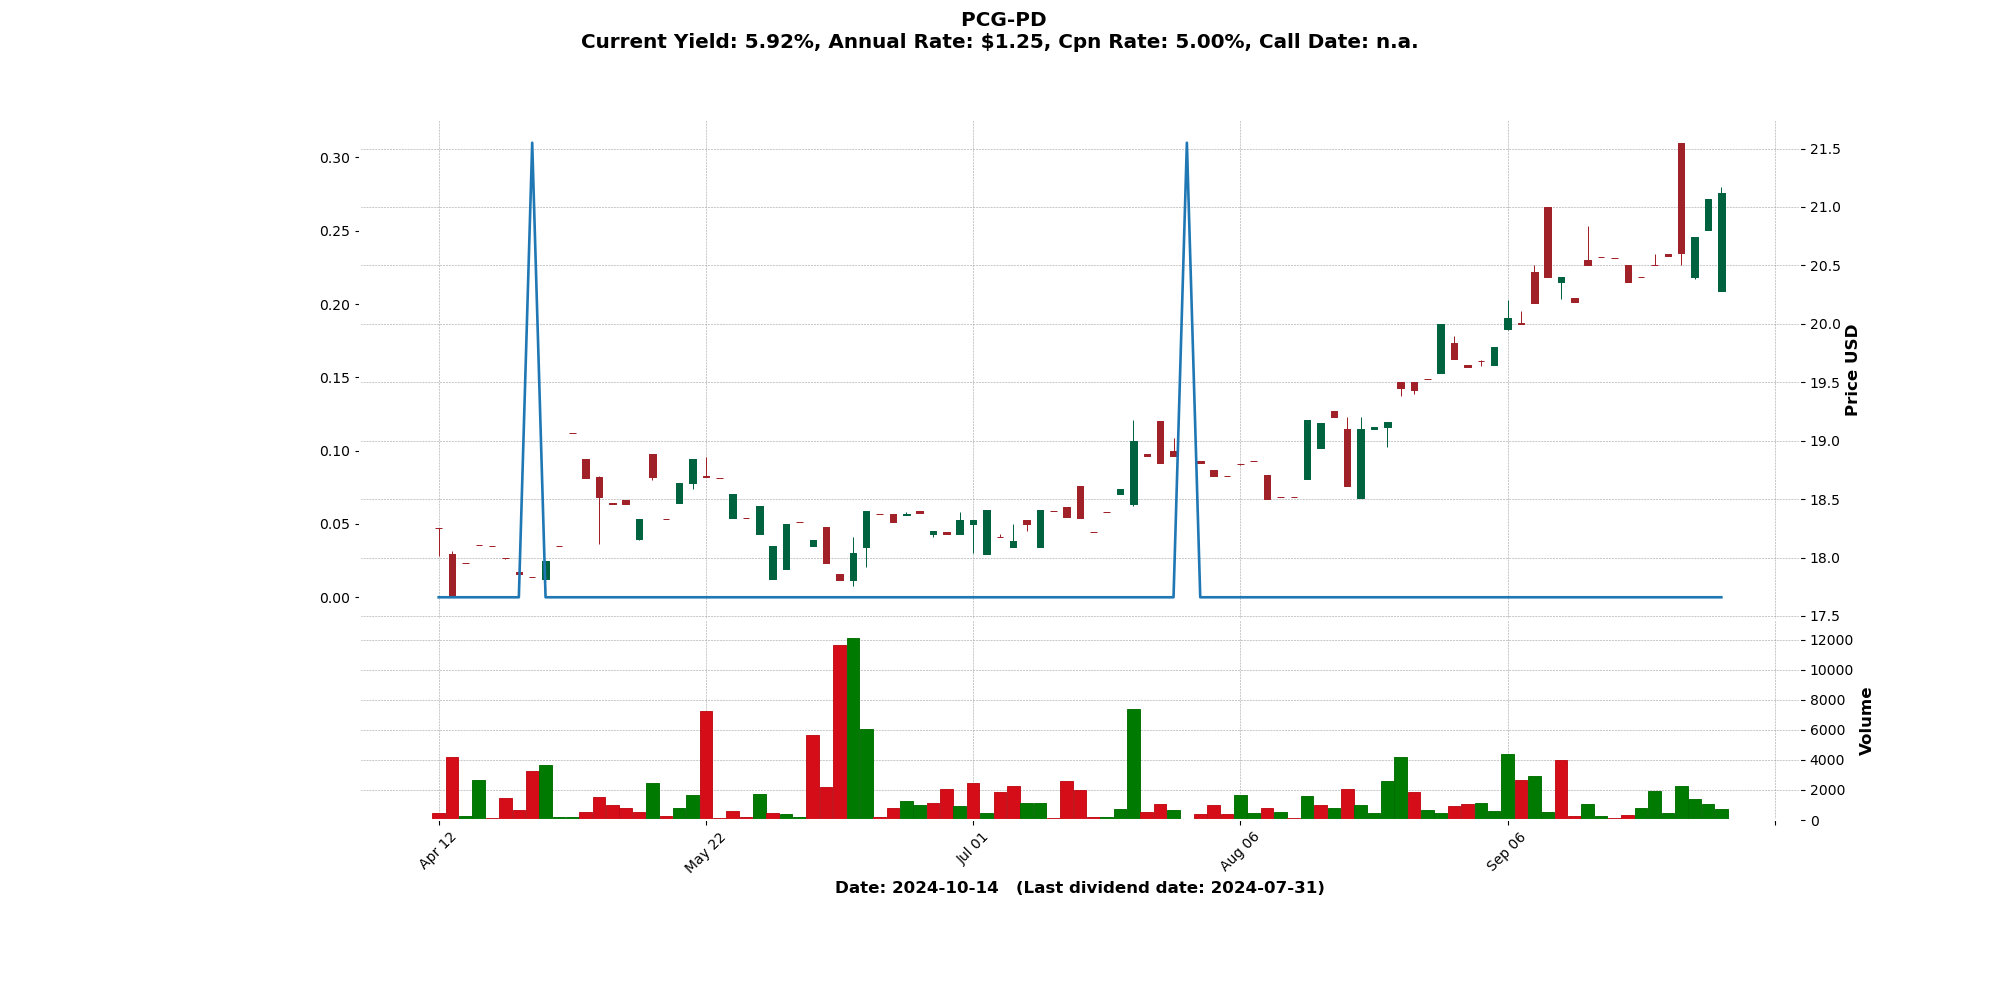 PCG-PD
Current Yield: 5.92%, Annual Rate: $1.25, Cpn Rate: 5.00%, Call Date: n.a.
0.30
0.25
0.20
0.15
0.10
0.05
0.00
21.5
21.0
20.5
20.0
19.5
19.0
18.5
18.0
17.5
Price USD
12000
10000
8000
6000
4000
2000
0
Volume
Apr 12
May 22
Jul 01
Aug 06
Sep 06
Date: 2024-10-14 (Last dividend date: 2024-07-31)